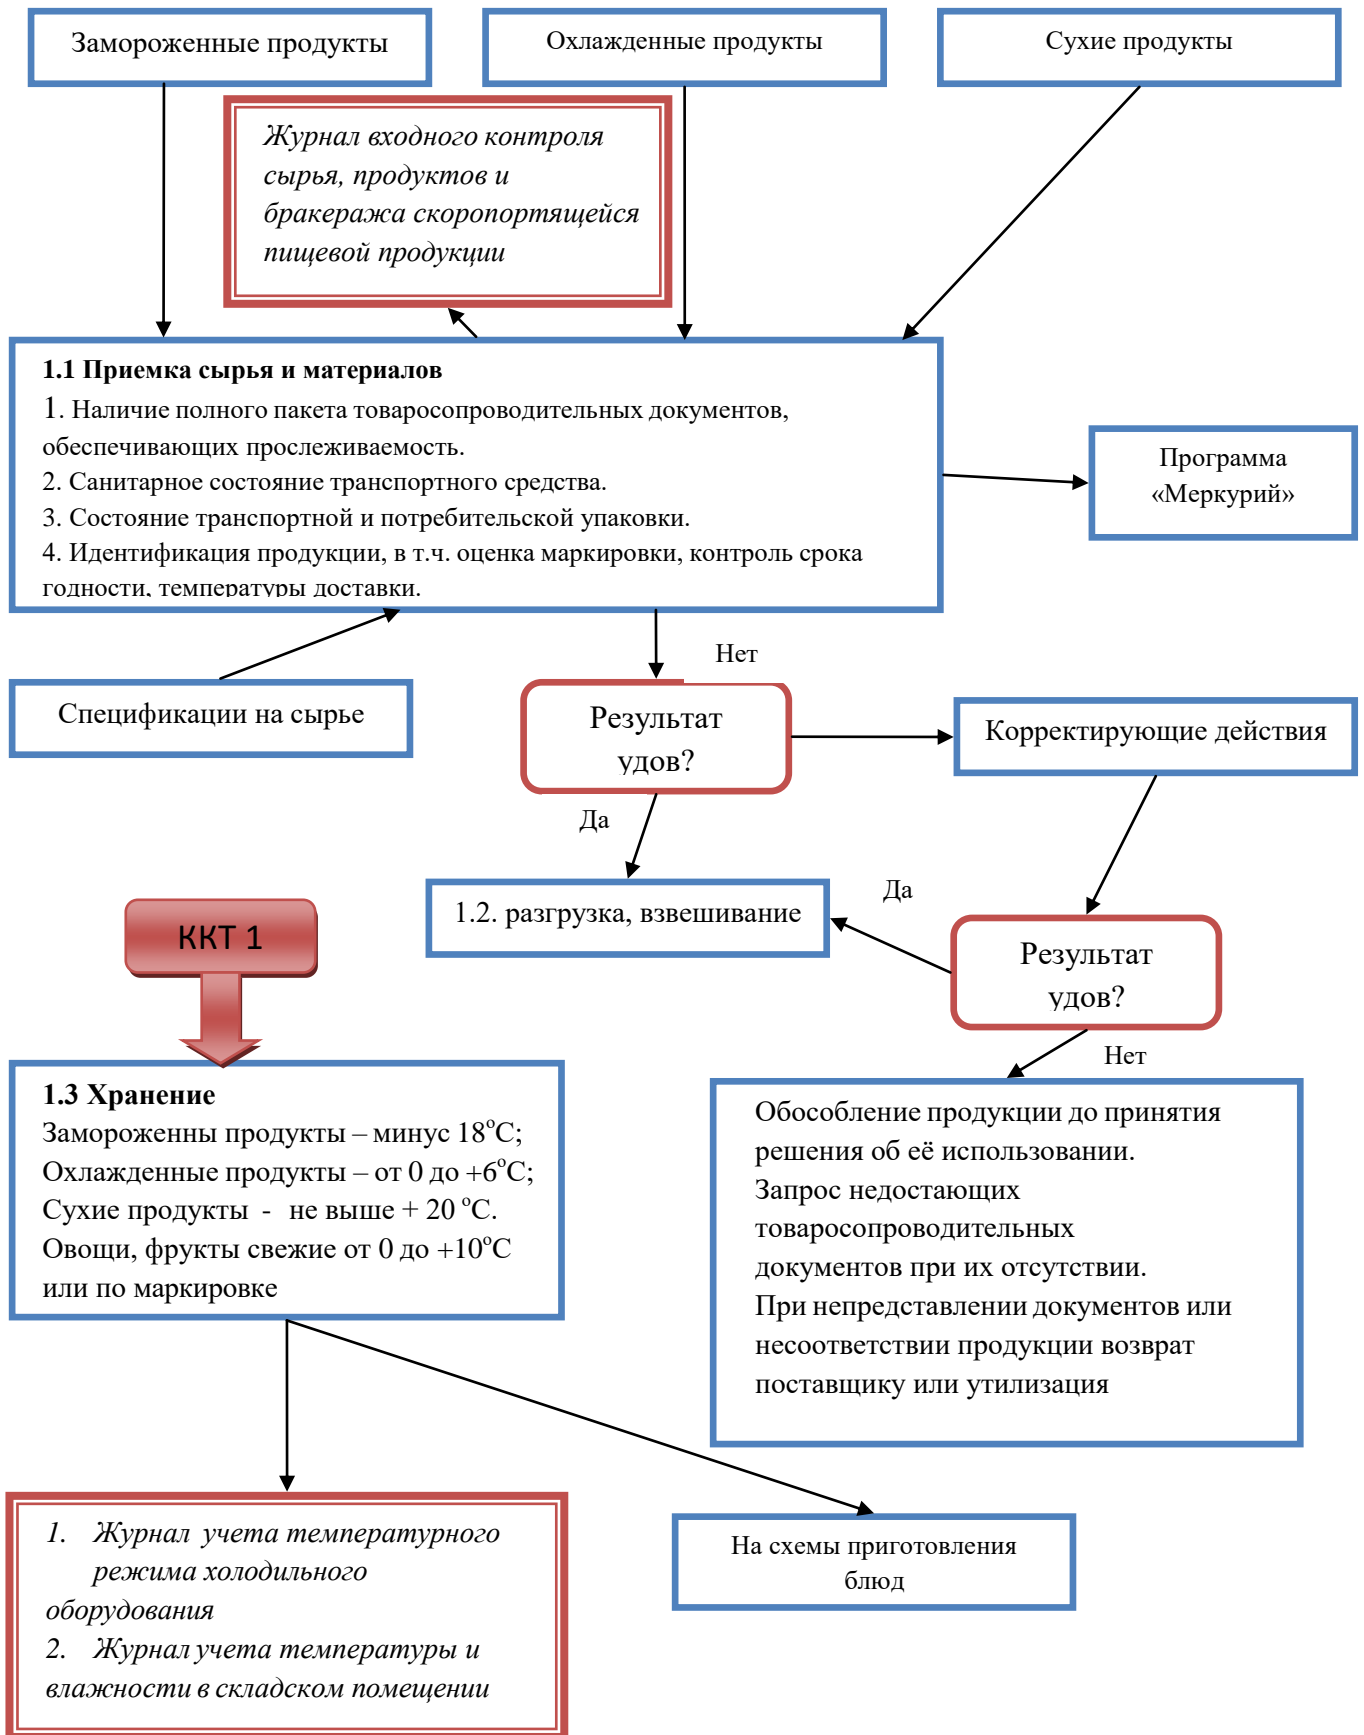 Замороженные продукты
Охлажденные продукты
Сухие продукты
Журнал входного контроля
сырья, продуктов и
бракеража скоропортящейся
пищевой продукции
1.1 Приемка сырья и материалов
1. Наличие полного пакета товаросопроводительных документов,
обеспечивающих прослеживаемость.
2. Санитарное состояние транспортного средства.
3. Состояние транспортной и потребительской упаковки.
4. Идентификация продукции, в т.ч. оценка маркировки, контроль срока
годности, температуры доставки.
Программа
«Меркурий»
Спецификации на сырье
Нет
Результат
удов?
Корректирующие действия
Да
1.2. разгрузка, взвешивание
Да
Результат
удов?
Нет
ККТ 1
1.3 Хранение
Замороженны продукты – минус 18°С;
Охлажденные продукты – от 0 до +6°С;
Сухие продукты - не выше + 20 °С.
Овощи, фрукты свежие от 0 до +10°С
или по маркировке
Обособление продукции до принятия
решения об её использовании.
Запрос недостающих
товаросопроводительных
документов при их отсутствии.
При непредставлении документов или
несоответствии продукции возврат
поставщику или утилизация
1. Журнал учета температурного
режима холодильного
оборудования
2. Журнал учета температуры и
влажности в складском помещении
На схемы приготовления
блюд